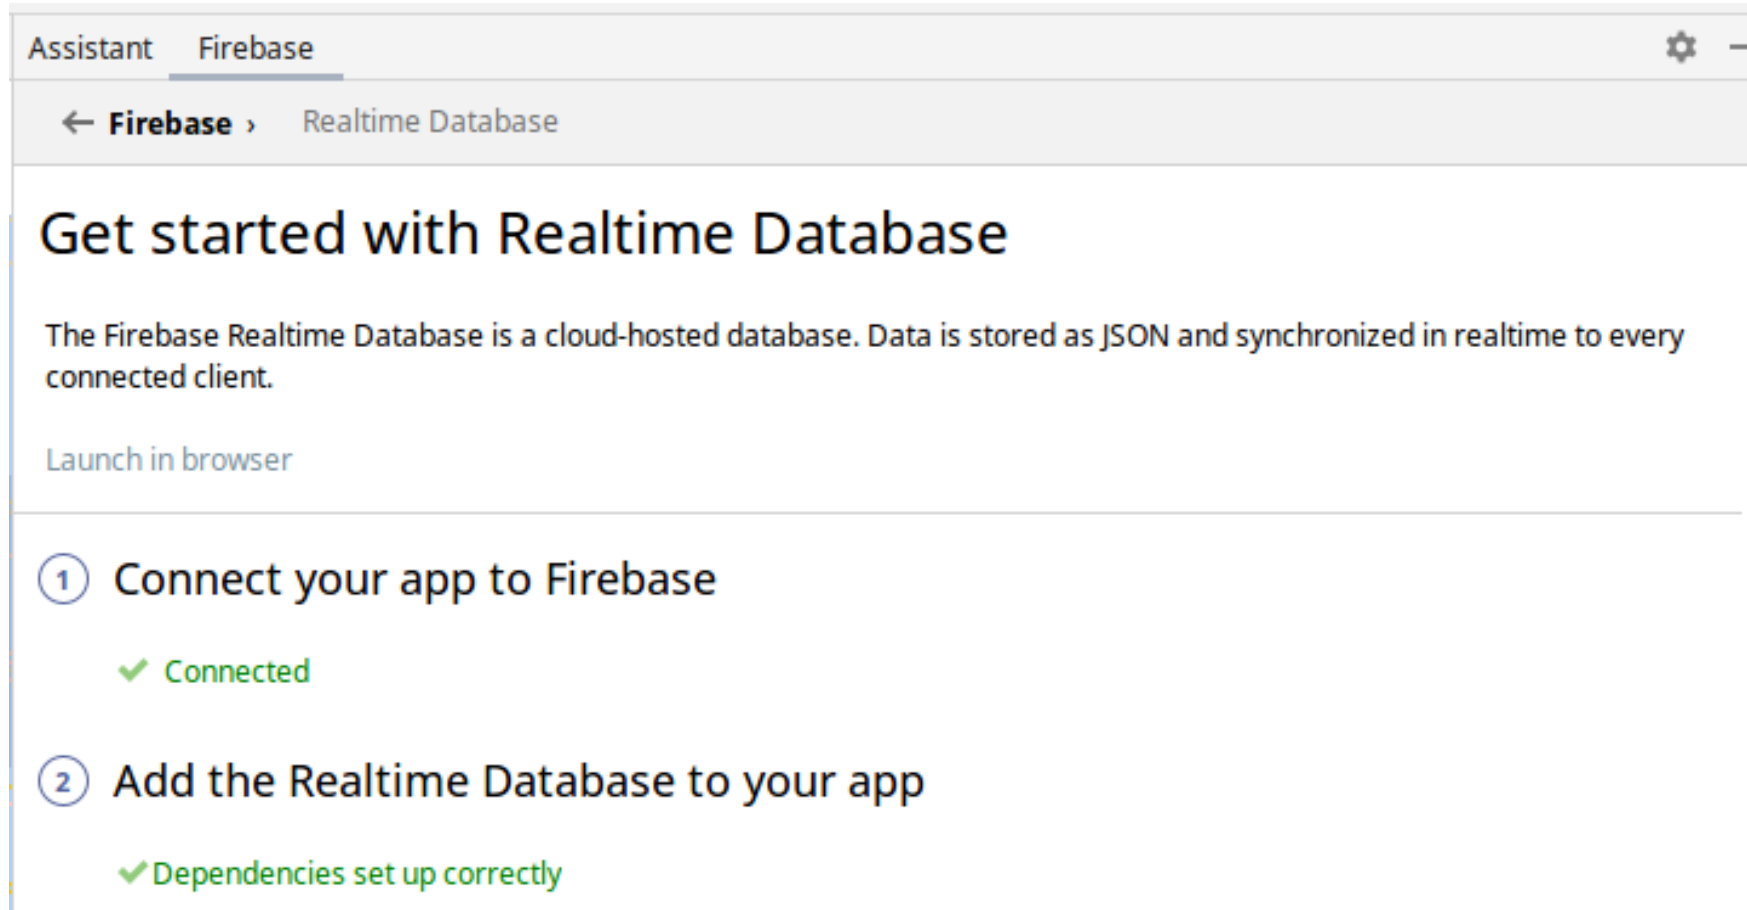 Assistant Firebase
← Firebase › Realtime Database
Get started with Realtime Database
The Firebase Realtime Database is a cloud-hosted database. Data is stored as JSON and synchronized in realtime to every
connected client.
Launch in browser
1 Connect your app to Firebase
Connected
2 Add the Realtime Database to your app
Dependencies set up correctly